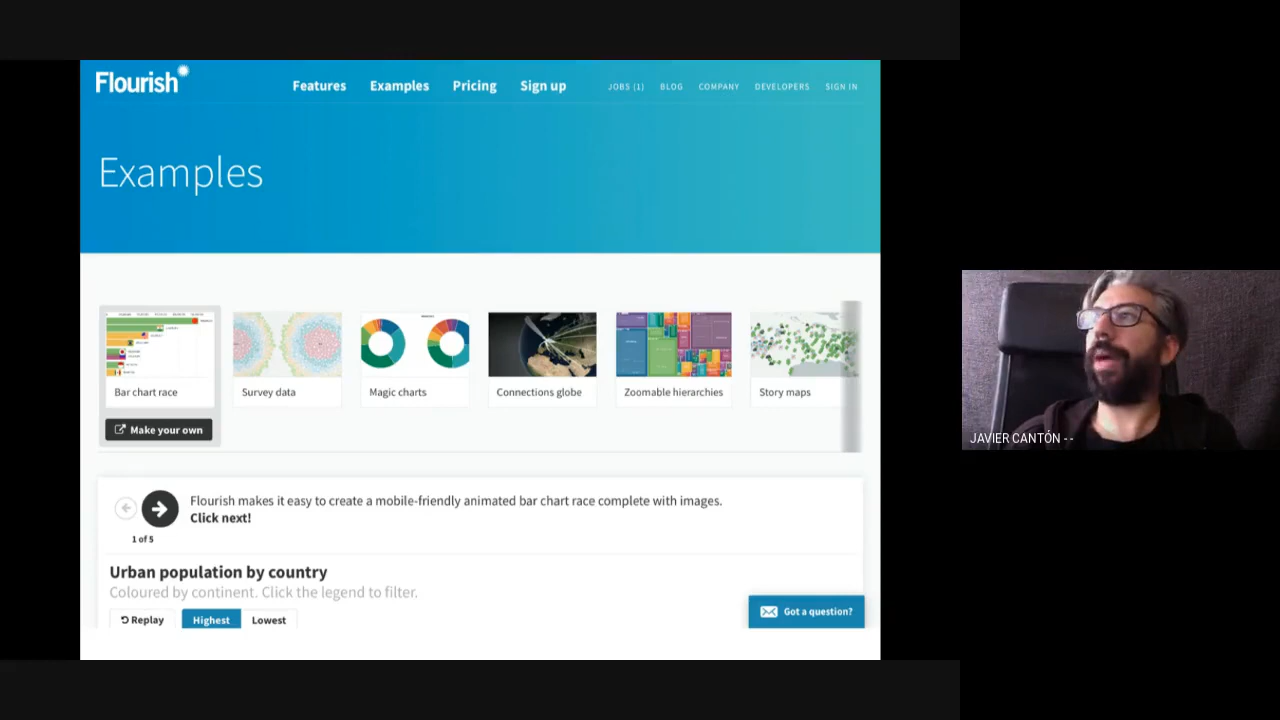 Flourish
Features
Examples
Pricing
Sign up
JOBS (1)
BLOG
COMPANY
DEVELOPERS
SIGN IN
Examples
Bar chart race
Survey data
Magic charts
Connections globe
Zoomable hierarchies
Story maps
Make your own
Flourish makes it easy to create a mobile-friendly animated bar chart race complete with images.
Click next!
1 of 5
Urban population by country
Coloured by continent. Click the legend to filter.
Replay
Highest
Lowest
Got a question?
JAVIER CANTÓN - -